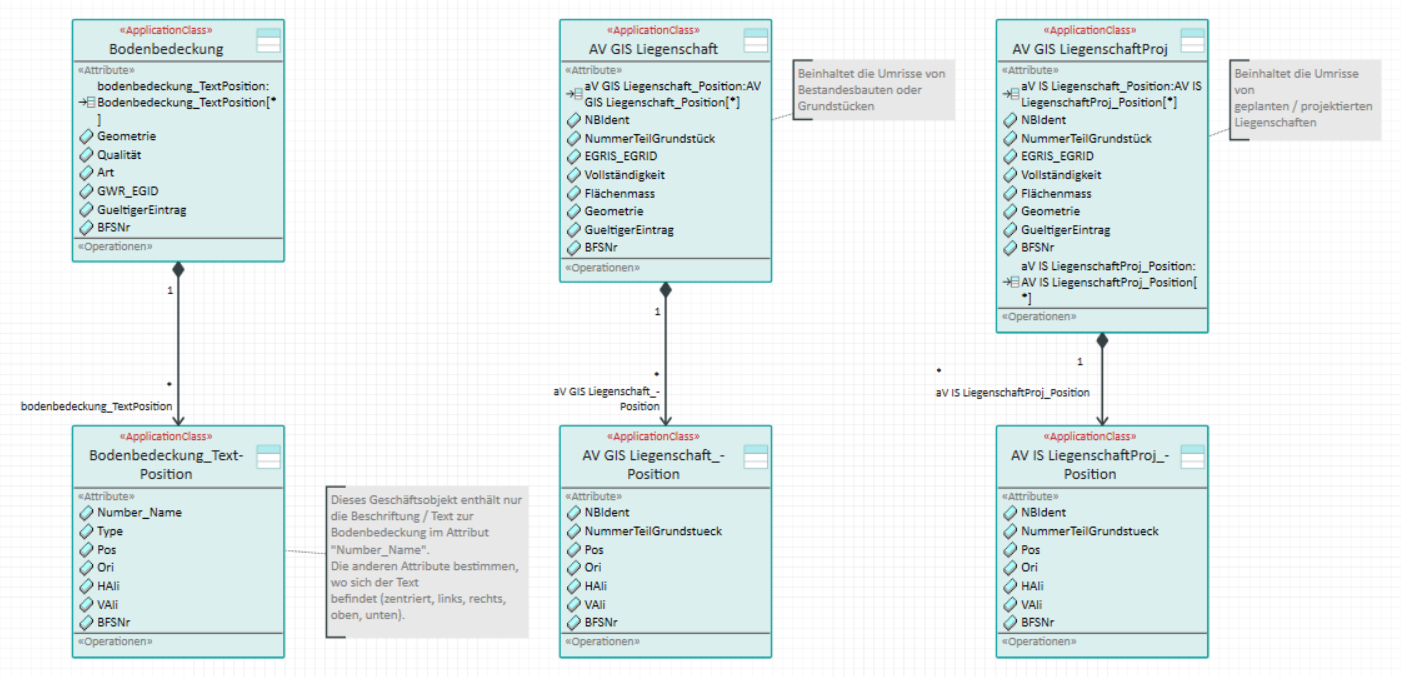 «ApplicationClass»
Bodenbedeckung
«Attribute»
bodenbedeckung_TextPosition:
Bodenbedeckung_TextPosition[*
]
Geometrie
Qualität
Art
GWR_EGID
GueltigerEintrag
BFSNr
«Operationen»
1
*
bodenbedeckung_TextPosition
«ApplicationClass»
Bodenbedeckung_Text-
Position
«Attribute»
Number_Name
Type
Pos
Ori
HAli
VAli
BFSNr
«Operationen»
Dieses Geschäftsobjekt enthält nur
die Beschriftung / Text zur
Bodenbedeckung im Attribut
"Number_Name".
Die anderen Attribute bestimmen,
wo sich der Text
befindet (zentriert, links, rechts,
oben, unten).
«ApplicationClass»
AV GIS Liegenschaft
«Attribute»
aV GIS Liegenschaft_Position:AV
GIS Liegenschaft_Position[*]
NBIdent
NummerTeilGrundstück
EGRIS_EGRID
Vollständigkeit
Flächenmass
Geometrie
GueltigerEintrag
BFSNr
«Operationen»
Beinhaltet die Umrisse von
Bestandesbauten oder
Grundstücken
1
*
aV GIS Liegenschaft_-
Position
«ApplicationClass»
AV GIS Liegenschaft_-
Position
«Attribute»
NBIdent
NummerTeilGrundstueck
Pos
Ori
HAli
VAli
BFSNr
«Operationen»
«ApplicationClass»
AV GIS LiegenschaftProj
«Attribute»
aV IS Liegenschaft_Position:AV IS
LiegenschaftProj_Position[*]
NBIdent
NummerTeilGrundstück
EGRIS_EGRID
Vollständigkeit
Flächenmass
Geometrie
GueltigerEintrag
BFSNr
aV IS LiegenschaftProj_Position:
AV IS LiegenschaftProj_Position[
*]
«Operationen»
Beinhaltet die Umrisse
von
geplanten / projektierten
Liegenschaften
1
*
aV IS LiegenschaftProj_Position
«ApplicationClass»
AV IS LiegenschaftProj_-
Position
«Attribute»
NBIdent
NummerTeilGrundstueck
Pos
Ori
HAli
VAli
BFSNr
«Operationen»